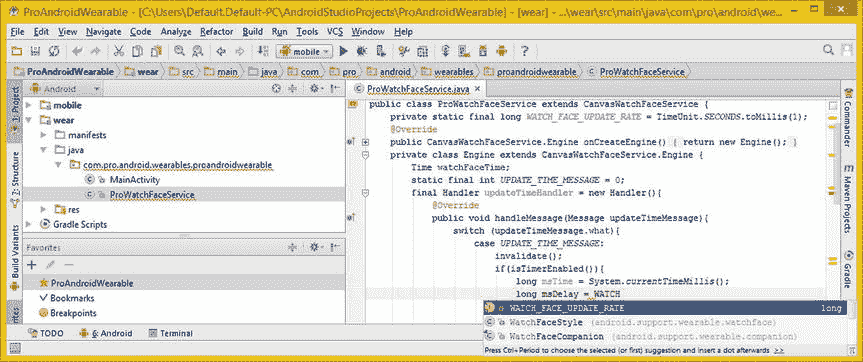 ProAndroidWearable - [C:\Users\Default.Default-PC\AndroidStudioProjects\ProAndroidWearable] - [wear] - ...\wear\src\main\java\com\pro\android\we...
File Edit View Navigate Code Analyze Refactor Build Run Tools VCS Window Help
mobile
ProAndroidWearable wear src main java com pro android wearables proandroidwearable ProWatchFaceService
1: Project
7: Structure
Build Variants
Android
mobile
wear
manifests
java
com.pro.android.wearables.proandroidwearable
MainActivity
ProWatchFaceService
res
Gradle Scripts
Favorites
ProAndroidWearable
Bookmarks
Breakpoints
ProWatchFaceService.java
public class ProWatchFaceService extends CanvasWatchFaceService {
private static final long WATCH_FACE_UPDATE_RATE = TimeUnit.SECONDS.toMillis(1);
@Override
public CanvasWatchFaceService.Engine onCreateEngine() { return new Engine(); }
private class Engine extends CanvasWatchFaceService.Engine {
Time watchFaceTime;
static final int UPDATE_TIME_MESSAGE = 0;
final Handler updateTimeHandler = new Handler(){
@Override
public void handleMessage(Message updateTimeMessage){
switch (updateTimeMessage.what){
case UPDATE_TIME_MESSAGE:
invalidate();
if(isTimerEnabled()){
long msTime = System.currentTimeMillis();
long msDelay = WATCH
WATCH_FACE_UPDATE_RATE long
WatchFaceStyle (android.support.wearable.watchface)
WatchFaceCompanion (android.support.wearable.companion)
Press Ctrl+Period to choose the selected (or first) suggestion and insert a dot afterwards >>
Commander
Maven Projects
Gradle
TODO 6: Android Terminal